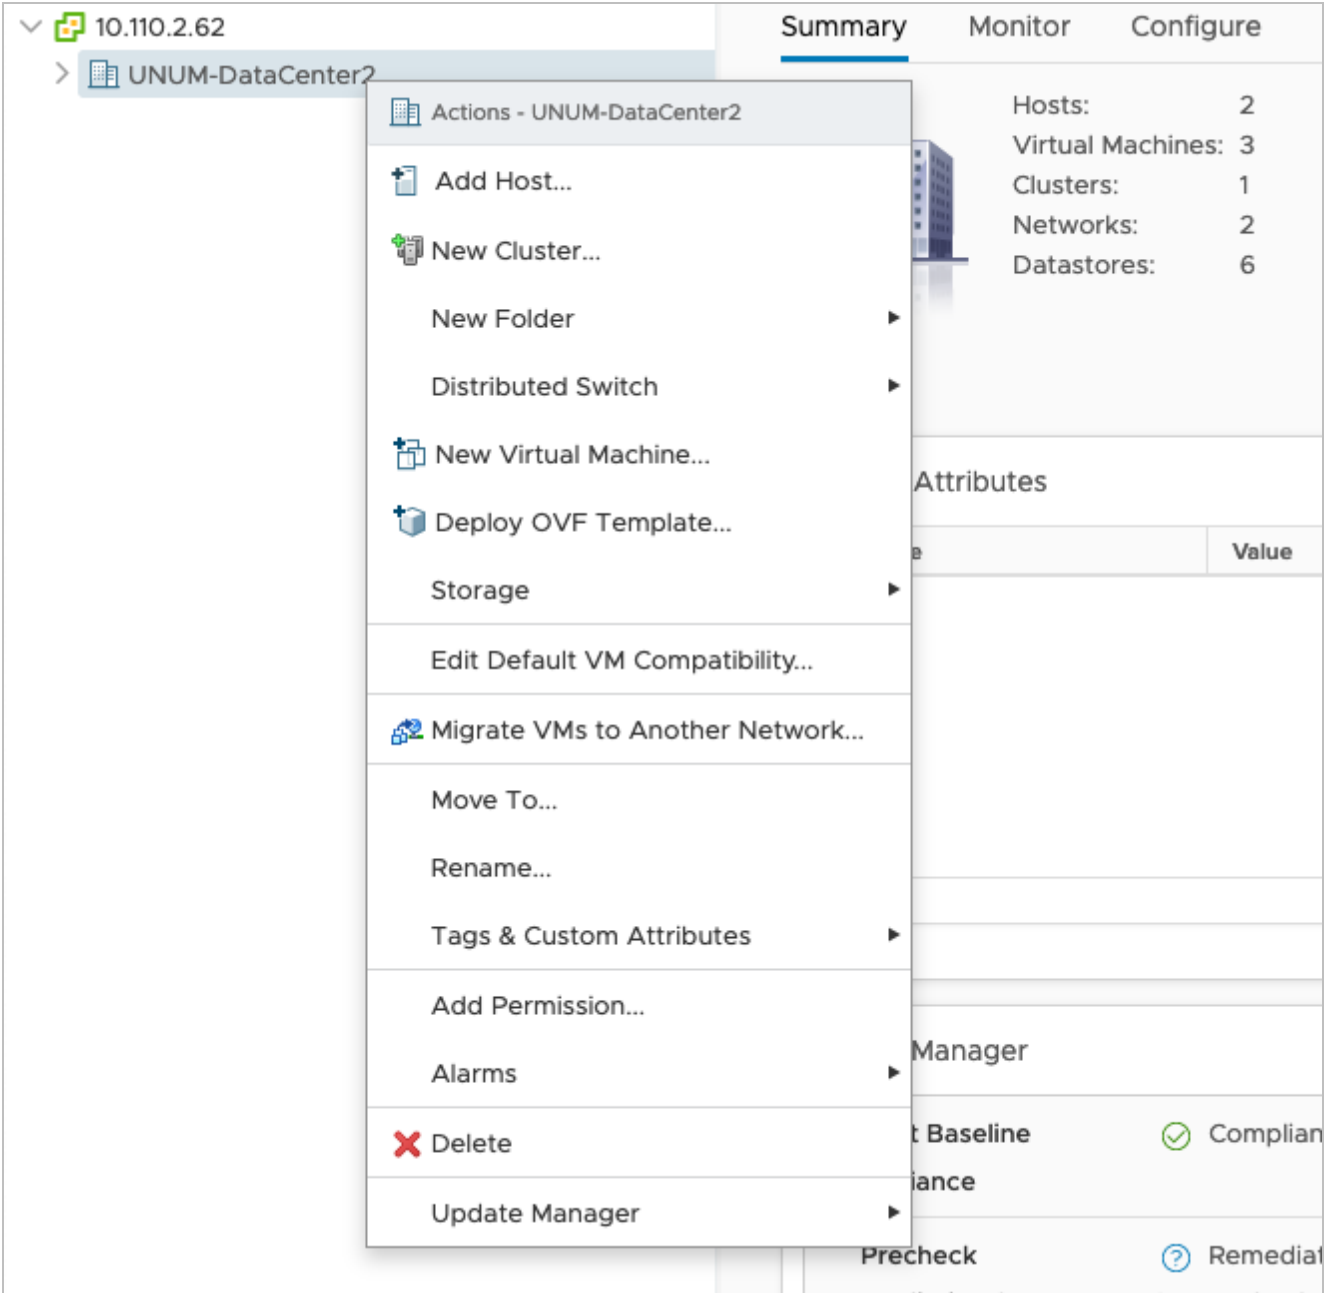 10.110.2.62
UNUM-DataCenter2
Summary Monitor Configure
Actions - UNUM-DataCenter2
Add Host...
New Cluster...
New Folder
Distributed Switch
New Virtual Machine...
Deploy OVF Template...
Storage
Edit Default VM Compatibility...
Migrate VMs to Another Network...
Move To...
Rename...
Tags & Custom Attributes
Add Permission...
Alarms
Delete
Update Manager
Hosts: 2
Virtual Machines: 3
Clusters: 1
Networks: 2
Datastores: 6
Attributes
e Value
Manager
t Baseline Complian
iance
Precheck Remediat